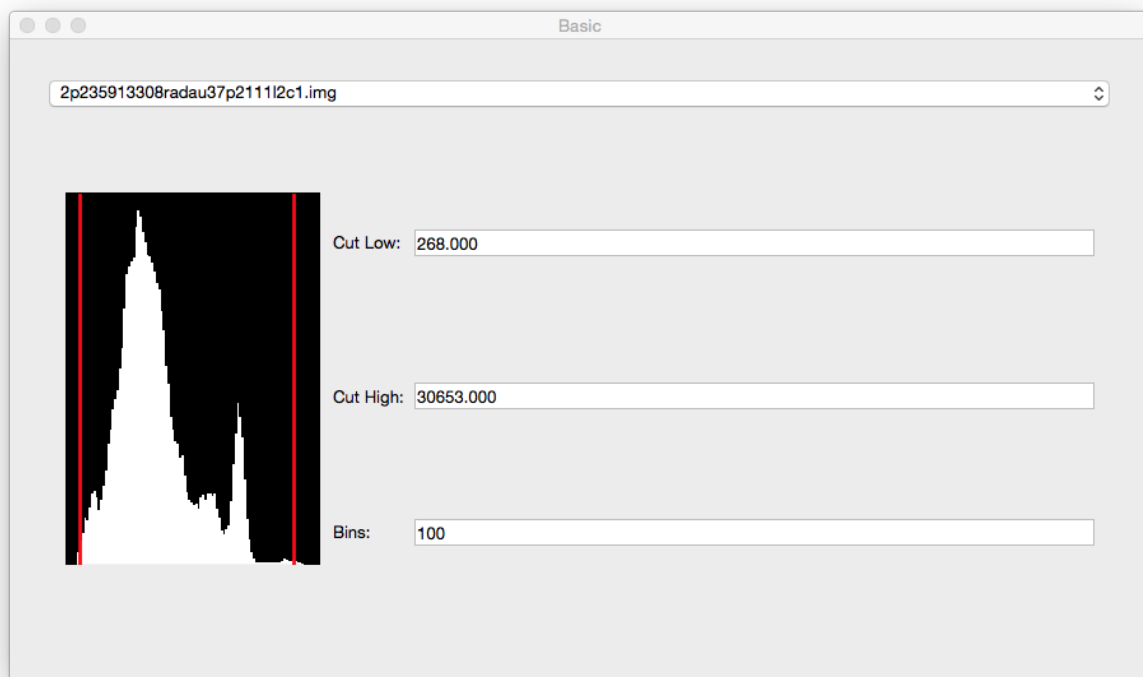 Basic
2p235913308radau37p2111l2c1.img
Cut Low: 268.000
Cut High: 30653.000
Bins: 100